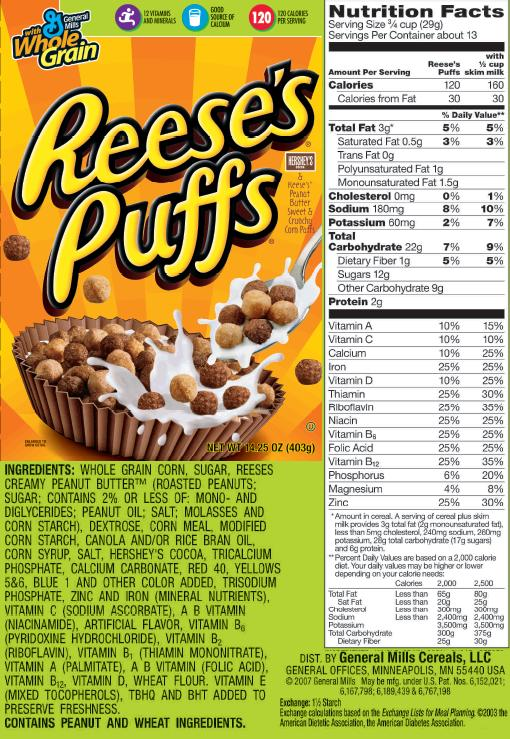 with
General Mills
Whole Grain
12 VITAMINS AND MINERALS
GOOD SOURCE OF CALCIUM
120
120 CALORIES PER SERVING
Reese's
Puffs
®
HERSHEY'S
&
Reese's®
Peanut
Butter
Sweet &
Crunchy
Corn Puffs
®
ENLARGED TO
SHOW DETAIL
NET WT 14.25 OZ (403g)
INGREDIENTS: WHOLE GRAIN CORN, SUGAR, REESES
CREAMY PEANUT BUTTER™ (ROASTED PEANUTS;
SUGAR; CONTAINS 2% OR LESS OF: MONO- AND
DIGLYCERIDES; PEANUT OIL; SALT; MOLASSES AND
CORN STARCH), DEXTROSE, CORN MEAL, MODIFIED
CORN STARCH, CANOLA AND/OR RICE BRAN OIL,
CORN SYRUP, SALT, HERSHEY'S COCOA, TRICALCIUM
PHOSPHATE, CALCIUM CARBONATE, RED 40, YELLOWS
5&6, BLUE 1 AND OTHER COLOR ADDED, TRISODIUM
PHOSPHATE, ZINC AND IRON (MINERAL NUTRIENTS),
VITAMIN C (SODIUM ASCORBATE), A B VITAMIN
(NIACINAMIDE), ARTIFICIAL FLAVOR, VITAMIN B6
(PYRIDOXINE HYDROCHLORIDE), VITAMIN B2
(RIBOFLAVIN), VITAMIN B1 (THIAMIN MONONITRATE),
VITAMIN A (PALMITATE), A B VITAMIN (FOLIC ACID),
VITAMIN B12, VITAMIN D, WHEAT FLOUR. VITAMIN E
(MIXED TOCOPHEROLS), TBHQ AND BHT ADDED TO
PRESERVE FRESHNESS.
CONTAINS PEANUT AND WHEAT INGREDIENTS.
Nutrition Facts
Serving Size ¾ cup (29g)
Servings Per Container about 13
Amount Per Serving Reese's Puffs with ½ cup skim milk
Calories 120 160
Calories from Fat 30 30
% Daily Value**
Total Fat 3g* 5% 5%
Saturated Fat 0.5g 3% 3%
Trans Fat 0g
Polyunsaturated Fat 1g
Monounsaturated Fat 1.5g
Cholesterol 0mg 0% 1%
Sodium 180mg 8% 10%
Potassium 60mg 2% 7%
Total
Carbohydrate 22g 7% 9%
Dietary Fiber 1g 5% 5%
Sugars 12g
Other Carbohydrate 9g
Protein 2g
Vitamin A 10% 15%
Vitamin C 10% 10%
Calcium 10% 25%
Iron 25% 25%
Vitamin D 10% 25%
Thiamin 25% 30%
Riboflavin 25% 35%
Niacin 25% 25%
Vitamin B6 25% 25%
Folic Acid 25% 25%
Vitamin B12 25% 35%
Phosphorus 6% 20%
Magnesium 4% 8%
Zinc 25% 30%
*Amount in cereal. A serving of cereal plus skim
milk provides 3g total fat (2g monounsaturated fat),
less than 5mg cholesterol, 240mg sodium, 260mg
potassium, 28g total carbohydrate (17g sugars)
and 6g protein.
**Percent Daily Values are based on a 2,000 calorie
diet. Your daily values may be higher or lower
depending on your calorie needs:
Calories 2,000 2,500
Total Fat Less than 65g 80g
Sat Fat Less than 20g 25g
Cholesterol Less than 300mg 300mg
Sodium Less than 2,400mg 2,400mg
Potassium 3,500mg 3,500mg
Total Carbohydrate 300g 375g
Dietary Fiber 25g 30g
DIST. BY General Mills Cereals, LLC
GENERAL OFFICES, MINNEAPOLIS, MN 55440 USA
© 2007 General Mills May be mfg. under U.S. Pat. Nos. 6,152,021;
6,167,798; 6,189,439 & 6,767,198
Exchange: 1½ Starch
Exchange calculations based on the Exchange Lists for Meal Planning. ©2003 the
American Dietetic Association, the American Diabetes Association.